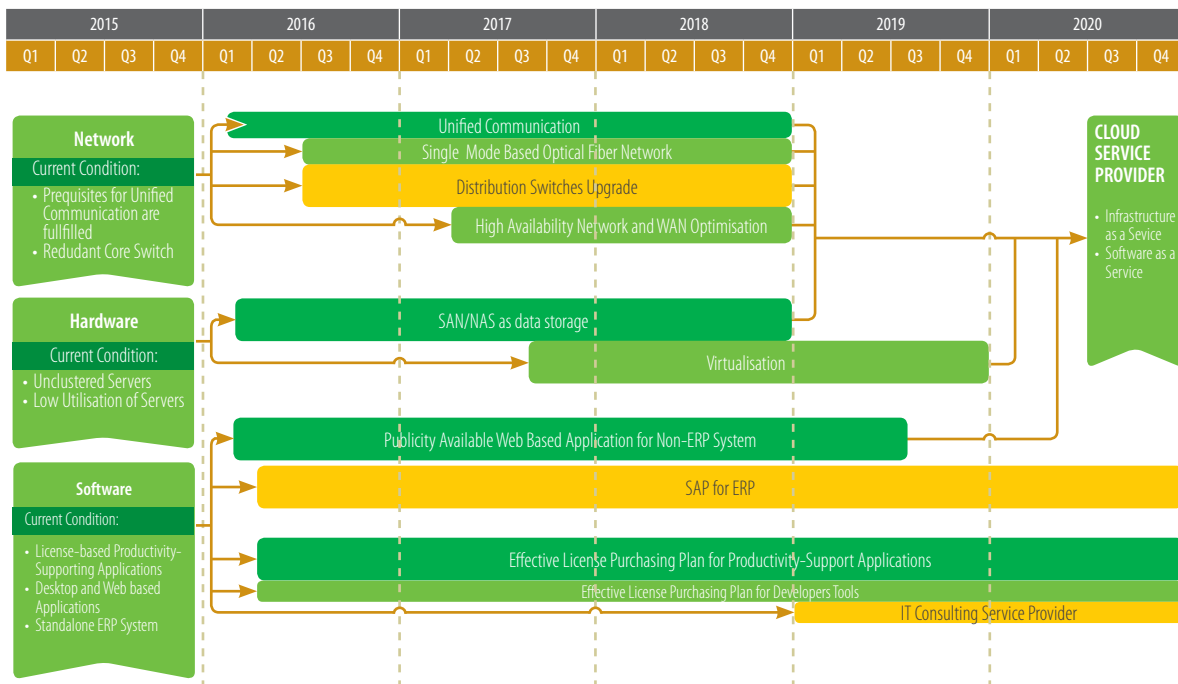 2015 2016 2017 2018 2019 2020
Q1 Q2 Q3 Q4 Q1 Q2 Q3 Q4 Q1 Q2 Q3 Q4 Q1 Q2 Q3 Q4 Q1 Q2 Q3 Q4 Q1 Q2 Q3 Q4
Network
Current Condition:
• Prequisites for Unified
Communication are
fullfilled
• Redudant Core Switch
Unified Communication
Single Mode Based Optical Fiber Network
Distribution Switches Upgrade
High Availability Network and WAN Optimisation
CLOUD
SERVICE
PROVIDER
• Infrastructure
as a Sevice
• Software as a
Service
Hardware
Current Condition:
• Unclustered Servers
• Low Utilisation of Servers
SAN/NAS as data storage
Virtualisation
Software
Current Condition:
• License-based Productivity-
Supporting Applications
• Desktop and Web based
Applications
• Standalone ERP System
Publicity Available Web Based Application for Non-ERP System
SAP for ERP
Effective License Purchasing Plan for Productivity-Support Applications
Effective License Purchasing Plan for Developers Tools
IT Consulting Service Provider